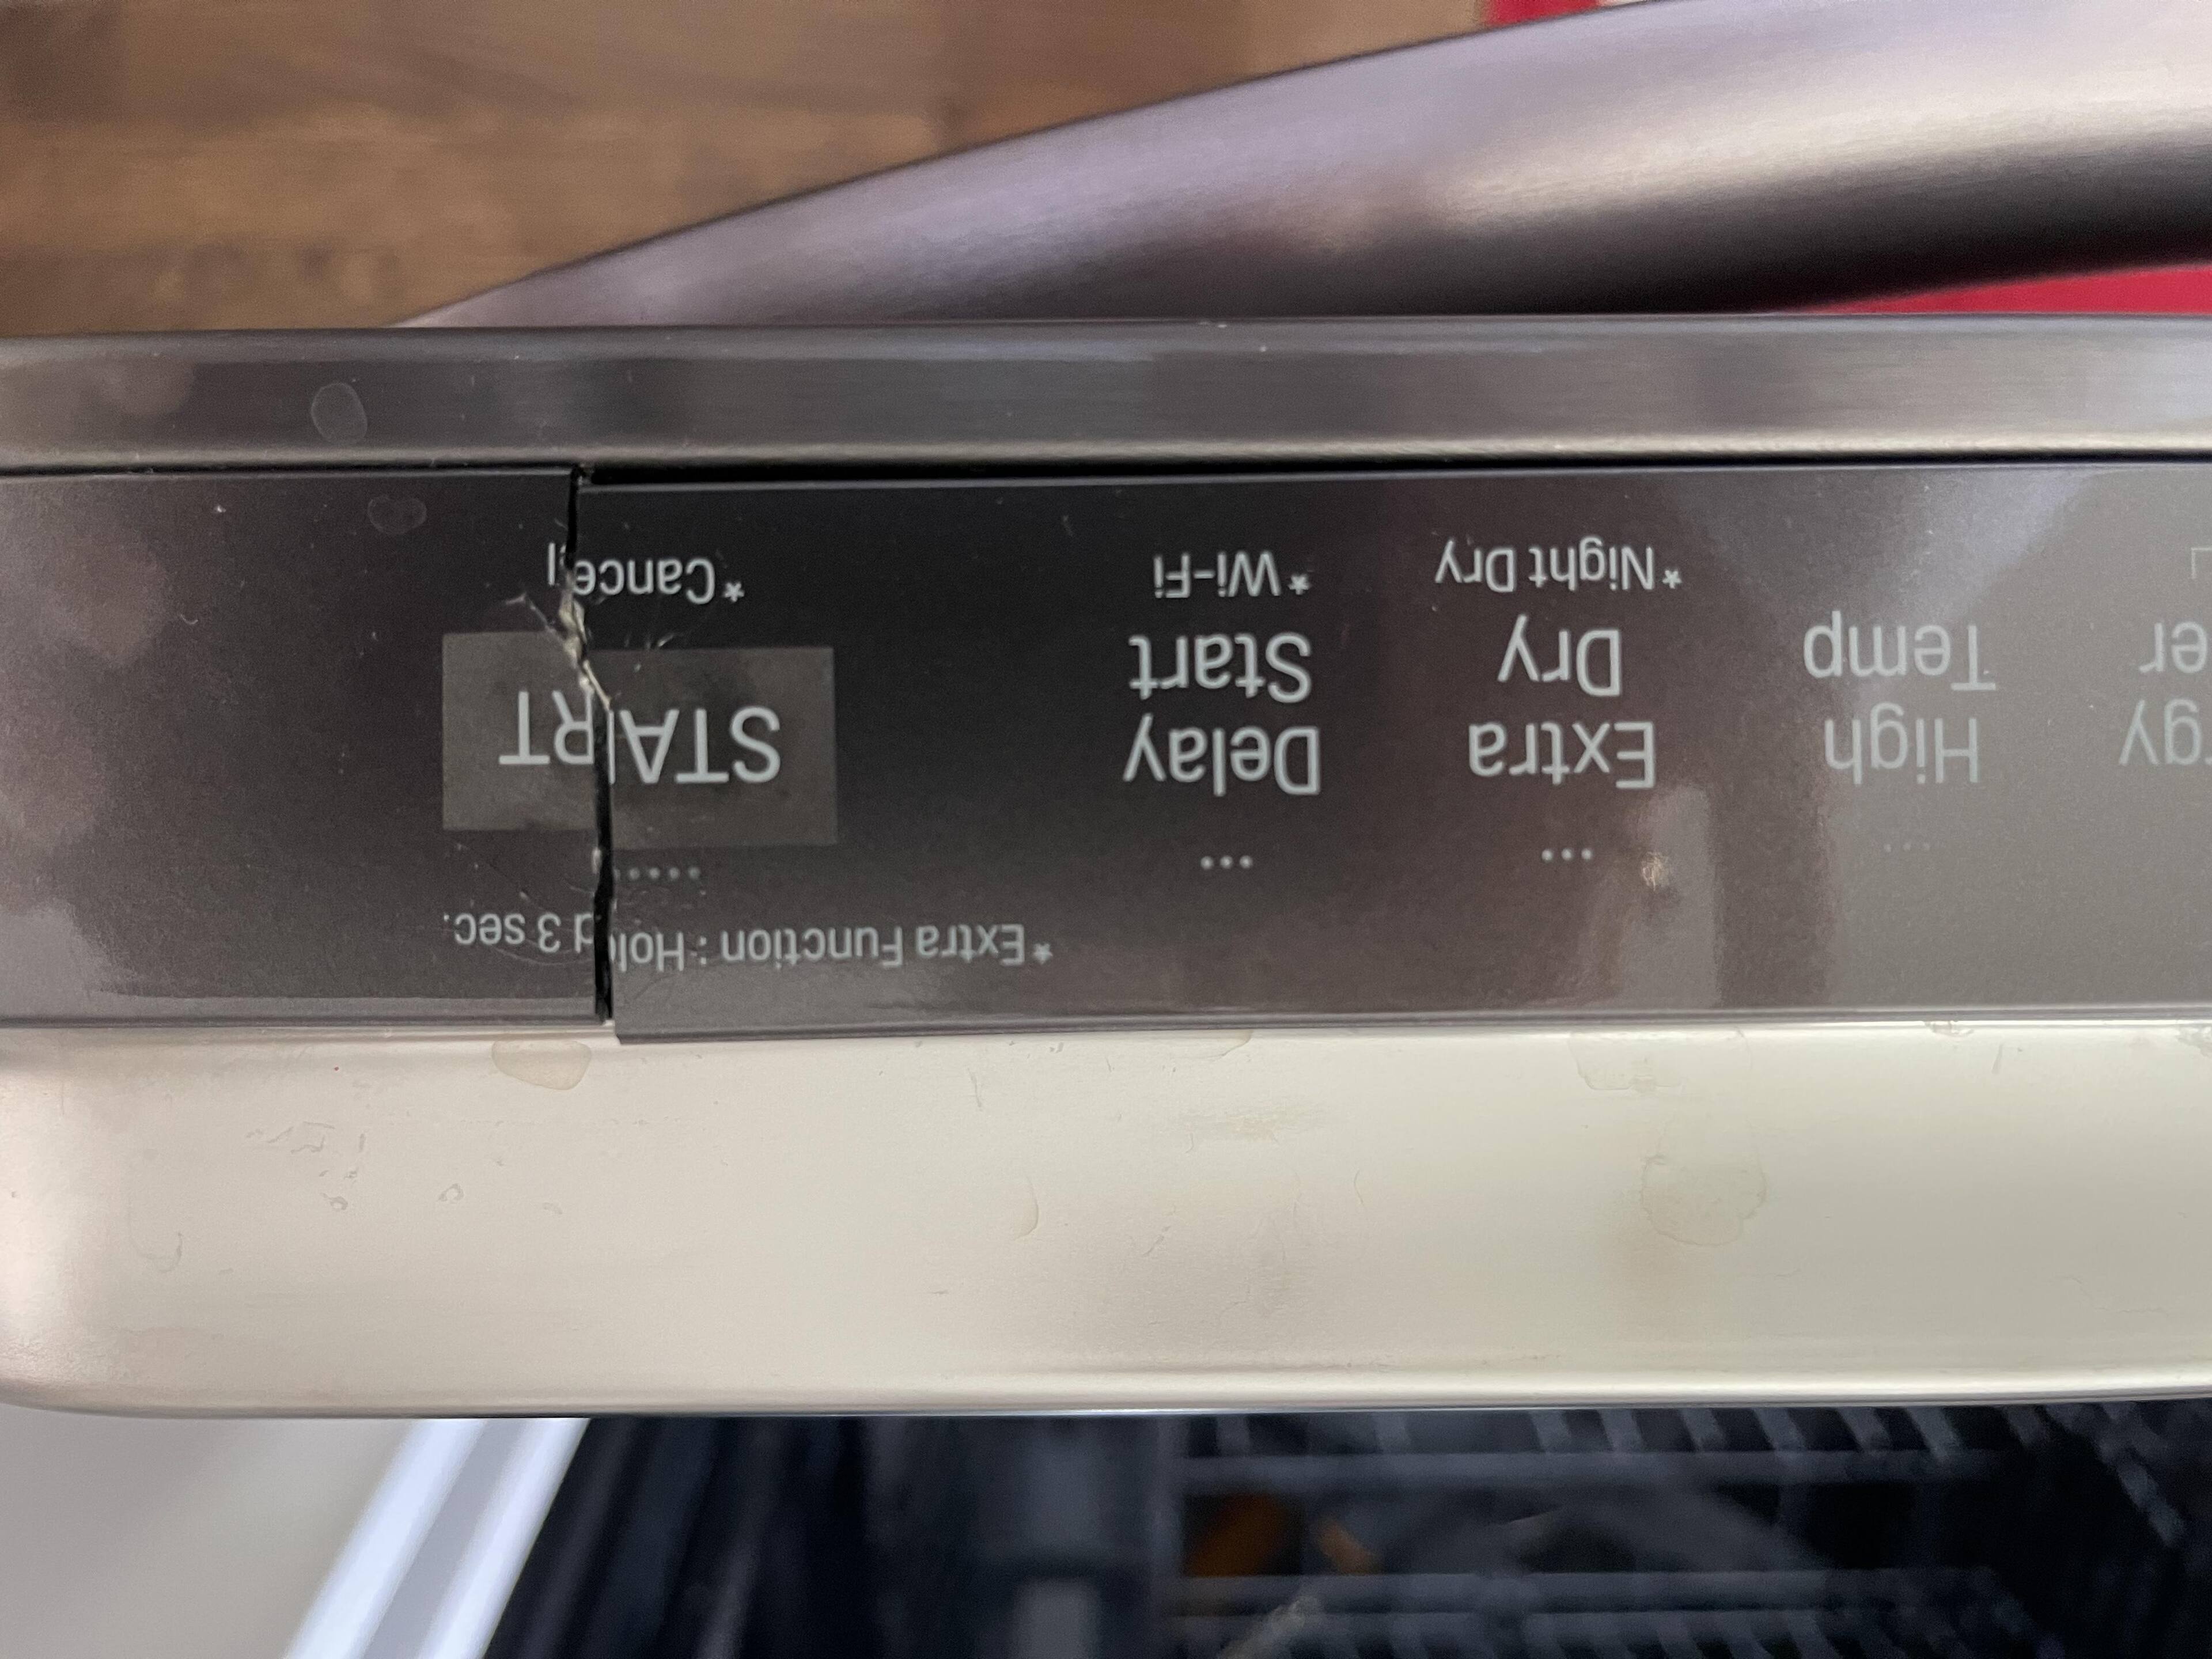 High
Temp
Extra
Dry
*Night Dry
Delay
Start
*Wi-Fi
*Extra Function : Hold 3 sec.
START
*Cancel